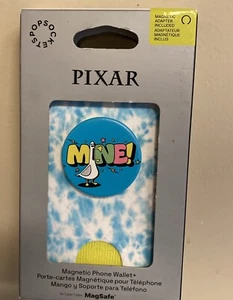 POPSOCKETS
MAGNETIC
ADAPTER
INCLUDED
ADAPTATEUR
MAGNÉTIQUE
INCLUS
PIXAR
MINE!
Magnetic Phone Wallet+
Porte-cartes Magnétique pour Téléphone
Mango y Soporte para Teléfono
MagSafe